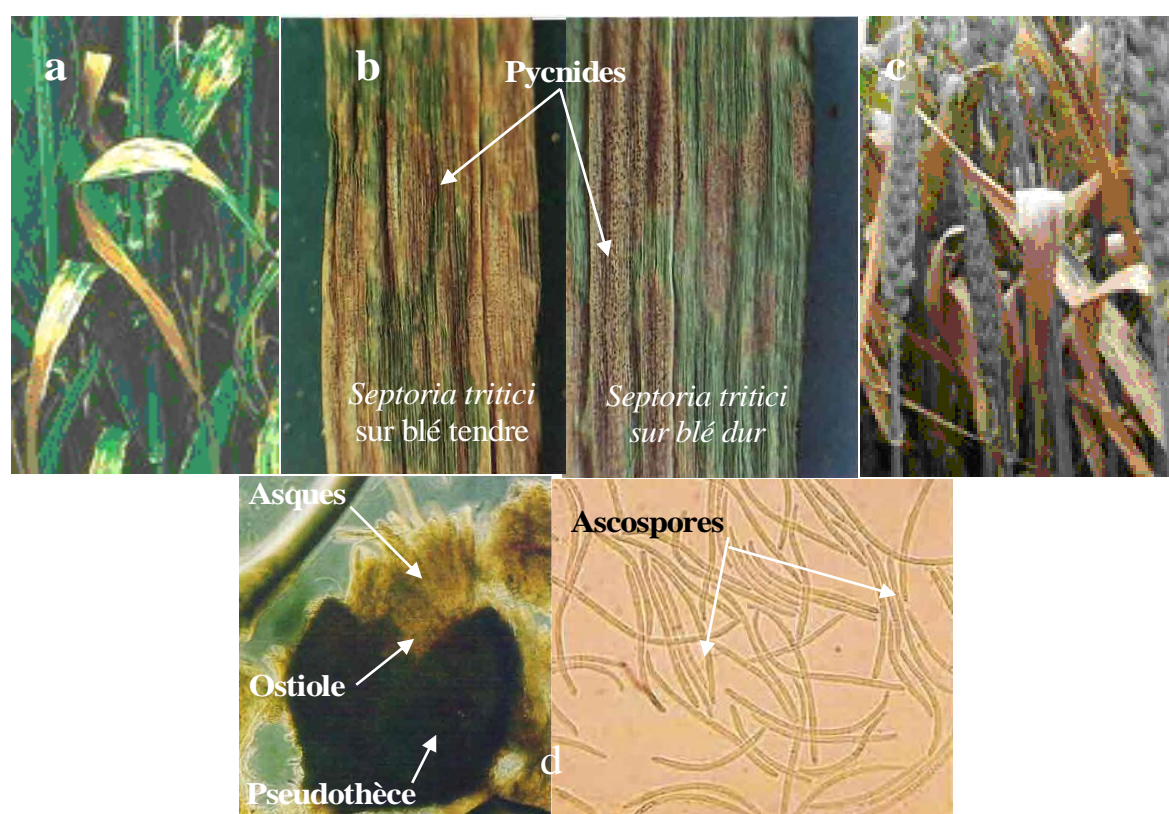 a
b
Pycnides
c
Septoria tritici
sur blé tendre
Septoria tritici
sur blé dur
Asques
Ostiole
Pseudothèce
d
Ascospores